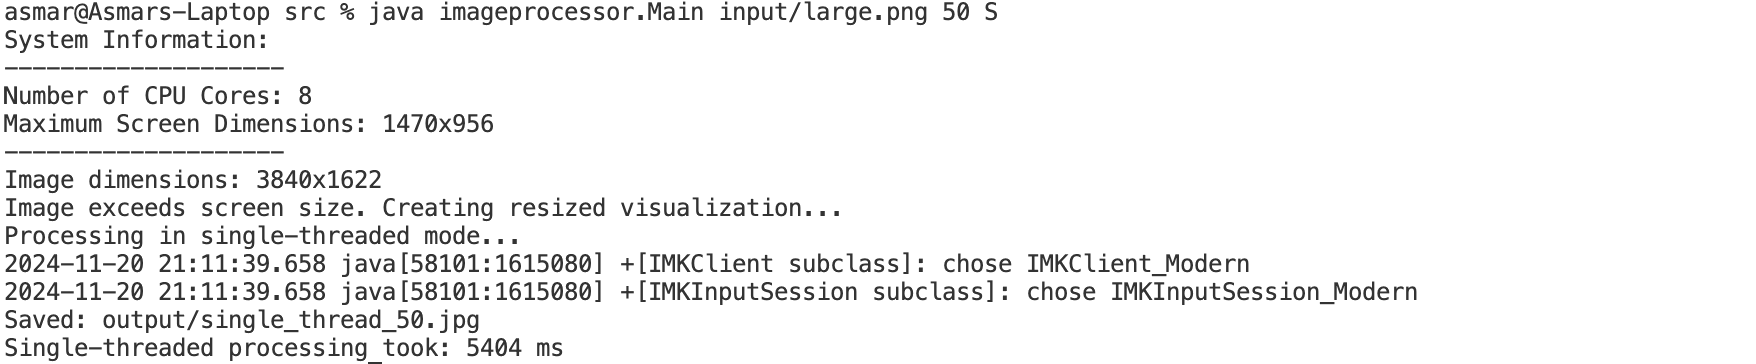 asmar@Asmars-Laptop src % java imageprocessor.Main input/large.png 50 S
System Information:
--------------------
Number of CPU Cores: 8
Maximum Screen Dimensions: 1470x956
--------------------
Image dimensions: 3840x1622
Image exceeds screen size. Creating resized visualization...
Processing in single-threaded mode...
2024-11-20 21:11:39.658 java[58101:1615080] +[IMKClient subclass]: chose IMKClient_Modern
2024-11-20 21:11:39.658 java[58101:1615080] +[IMKInputSession subclass]: chose IMKInputSession_Modern
Saved: output/single_thread_50.jpg
Single-threaded processing took: 5404 ms